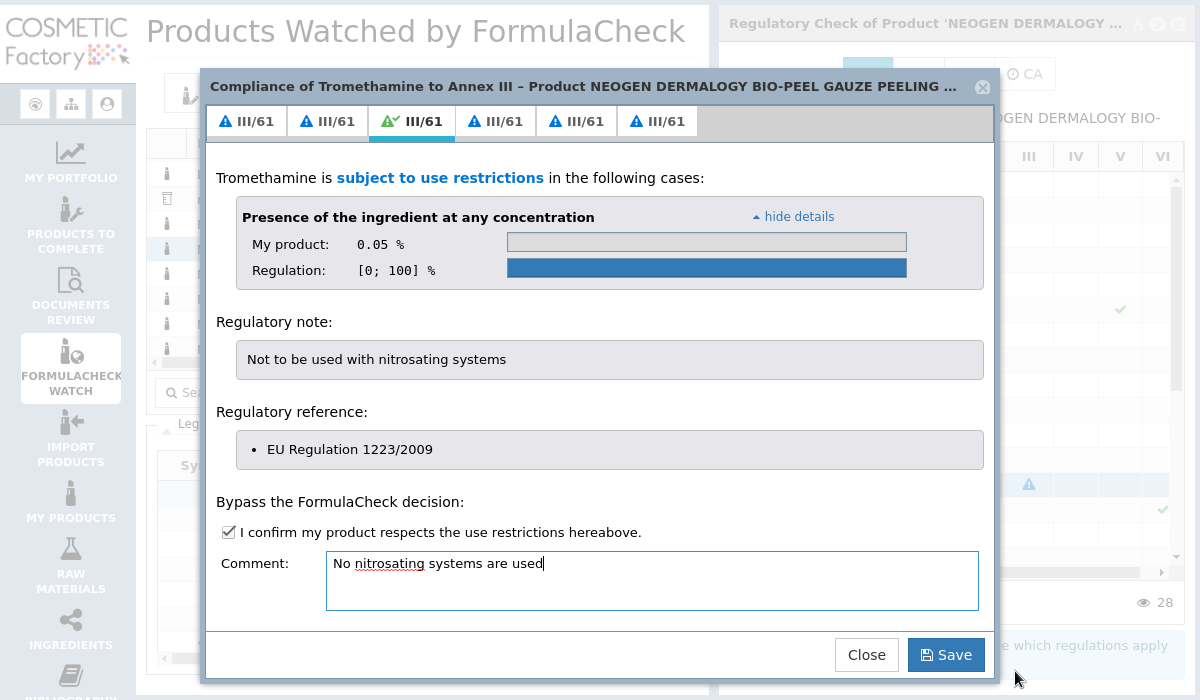 COSMETIC
Factory
Products Watched by FormulaCheck
Regulatory Check of Product 'NEOGEN DERMALOGY ...
CA
OGEN DERMALOGY BIO-
III IV V VI
MY PORTFOLIO
PRODUCTS TO
COMPLETE
DOCUMENTS
REVIEW
FORMULACHECK
WATCH
IMPORT
PRODUCTS
MY PRODUCTS
RAW
MATERIALS
INGREDIENTS
Compliance of Tromethamine to Annex III – Product NEOGEN DERMALOGY BIO-PEEL GAUZE PEELING ...
III/61 III/61 III/61 III/61 III/61 III/61
Tromethamine is subject to use restrictions in the following cases:
Presence of the ingredient at any concentration hide details
My product: 0.05 %
Regulation: [0; 100] %
Regulatory note:
Not to be used with nitrosating systems
Regulatory reference:
• EU Regulation 1223/2009
Bypass the FormulaCheck decision:
I confirm my product respects the use restrictions hereabove.
Comment: No nitrosating systems are used
Close Save
28
which regulations apply